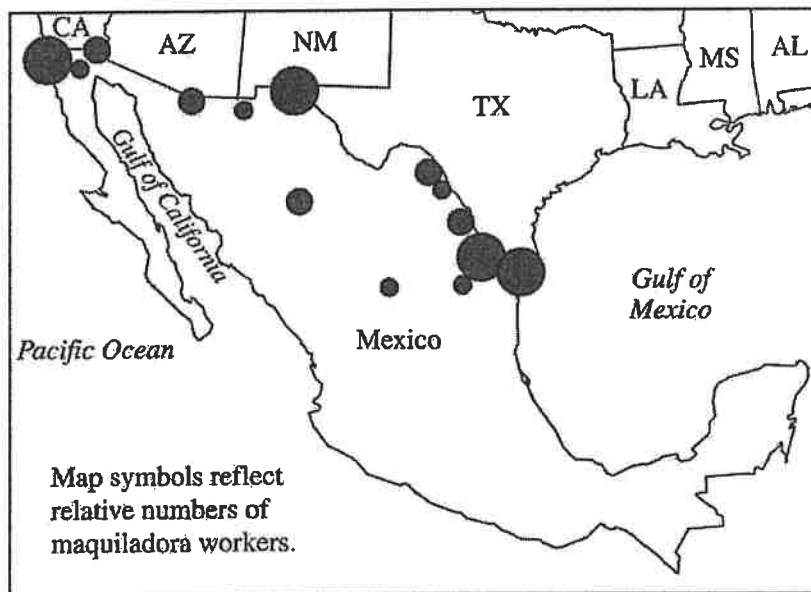 CA
AZ
NM
TX
LA
MS
AL
Gulf of California
Gulf of
Mexico
Pacific Ocean
Mexico
Map symbols reflect
relative numbers of
maquiladora workers.